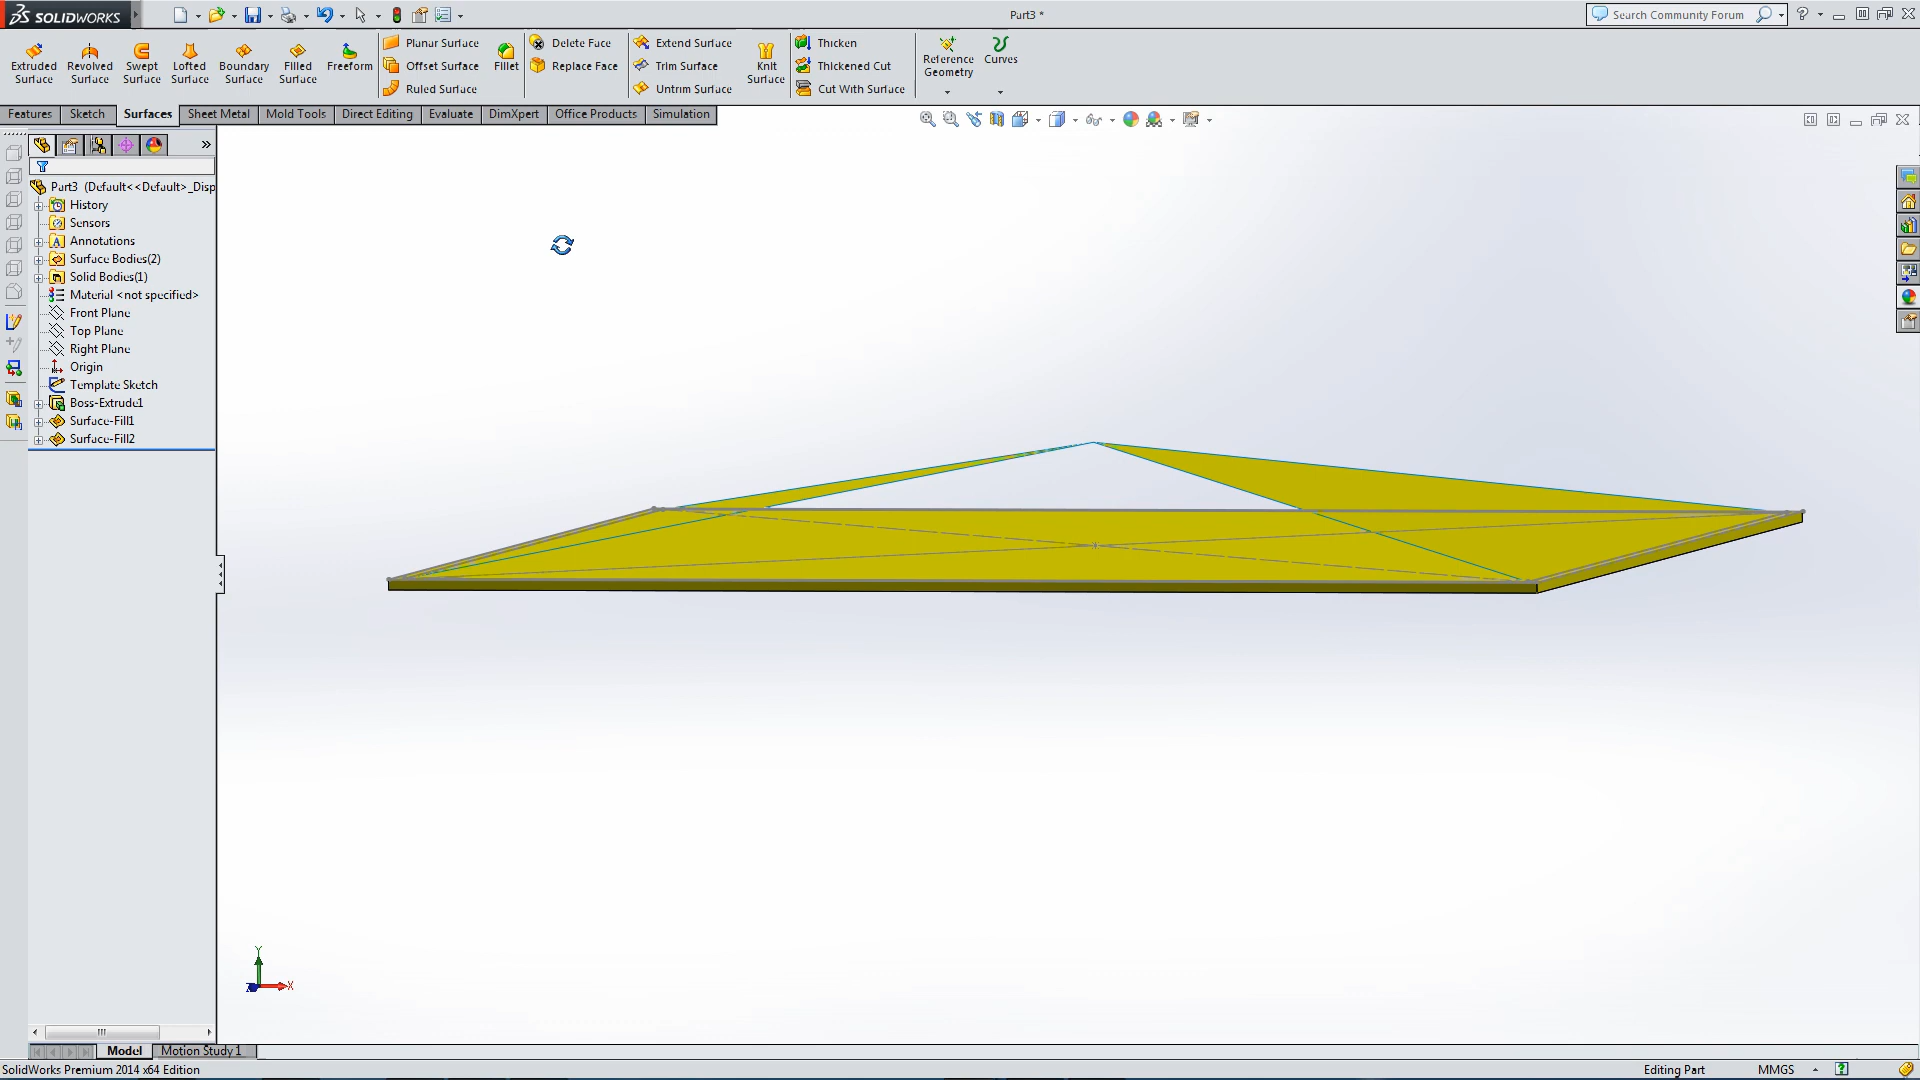 SOLIDWORKS
Part3 *
Search Community Forum
Extruded Surface
Revolved Surface
Swept Surface
Lofted Surface
Boundary Surface
Filled Surface
Freeform
Planar Surface
Offset Surface
Ruled Surface
Fillet
Delete Face
Replace Face
Extend Surface
Trim Surface
Untrim Surface
Knit Surface
Thicken
Thickened Cut
Cut With Surface
Reference Geometry
Curves
Features
Sketch
Surfaces
Sheet Metal
Mold Tools
Direct Editing
Evaluate
DimXpert
Office Products
Simulation
Part3 (Default<<Default>_Disp
History
Sensors
Annotations
Surface Bodies(2)
Solid Bodies(1)
Material <not specified>
Front Plane
Top Plane
Right Plane
Origin
Template Sketch
Boss-Extrude1
Surface-Fill1
Surface-Fill2
Y
X
Model
Motion Study 1
SolidWorks Premium 2014 x64 Edition
Editing Part
MMGS